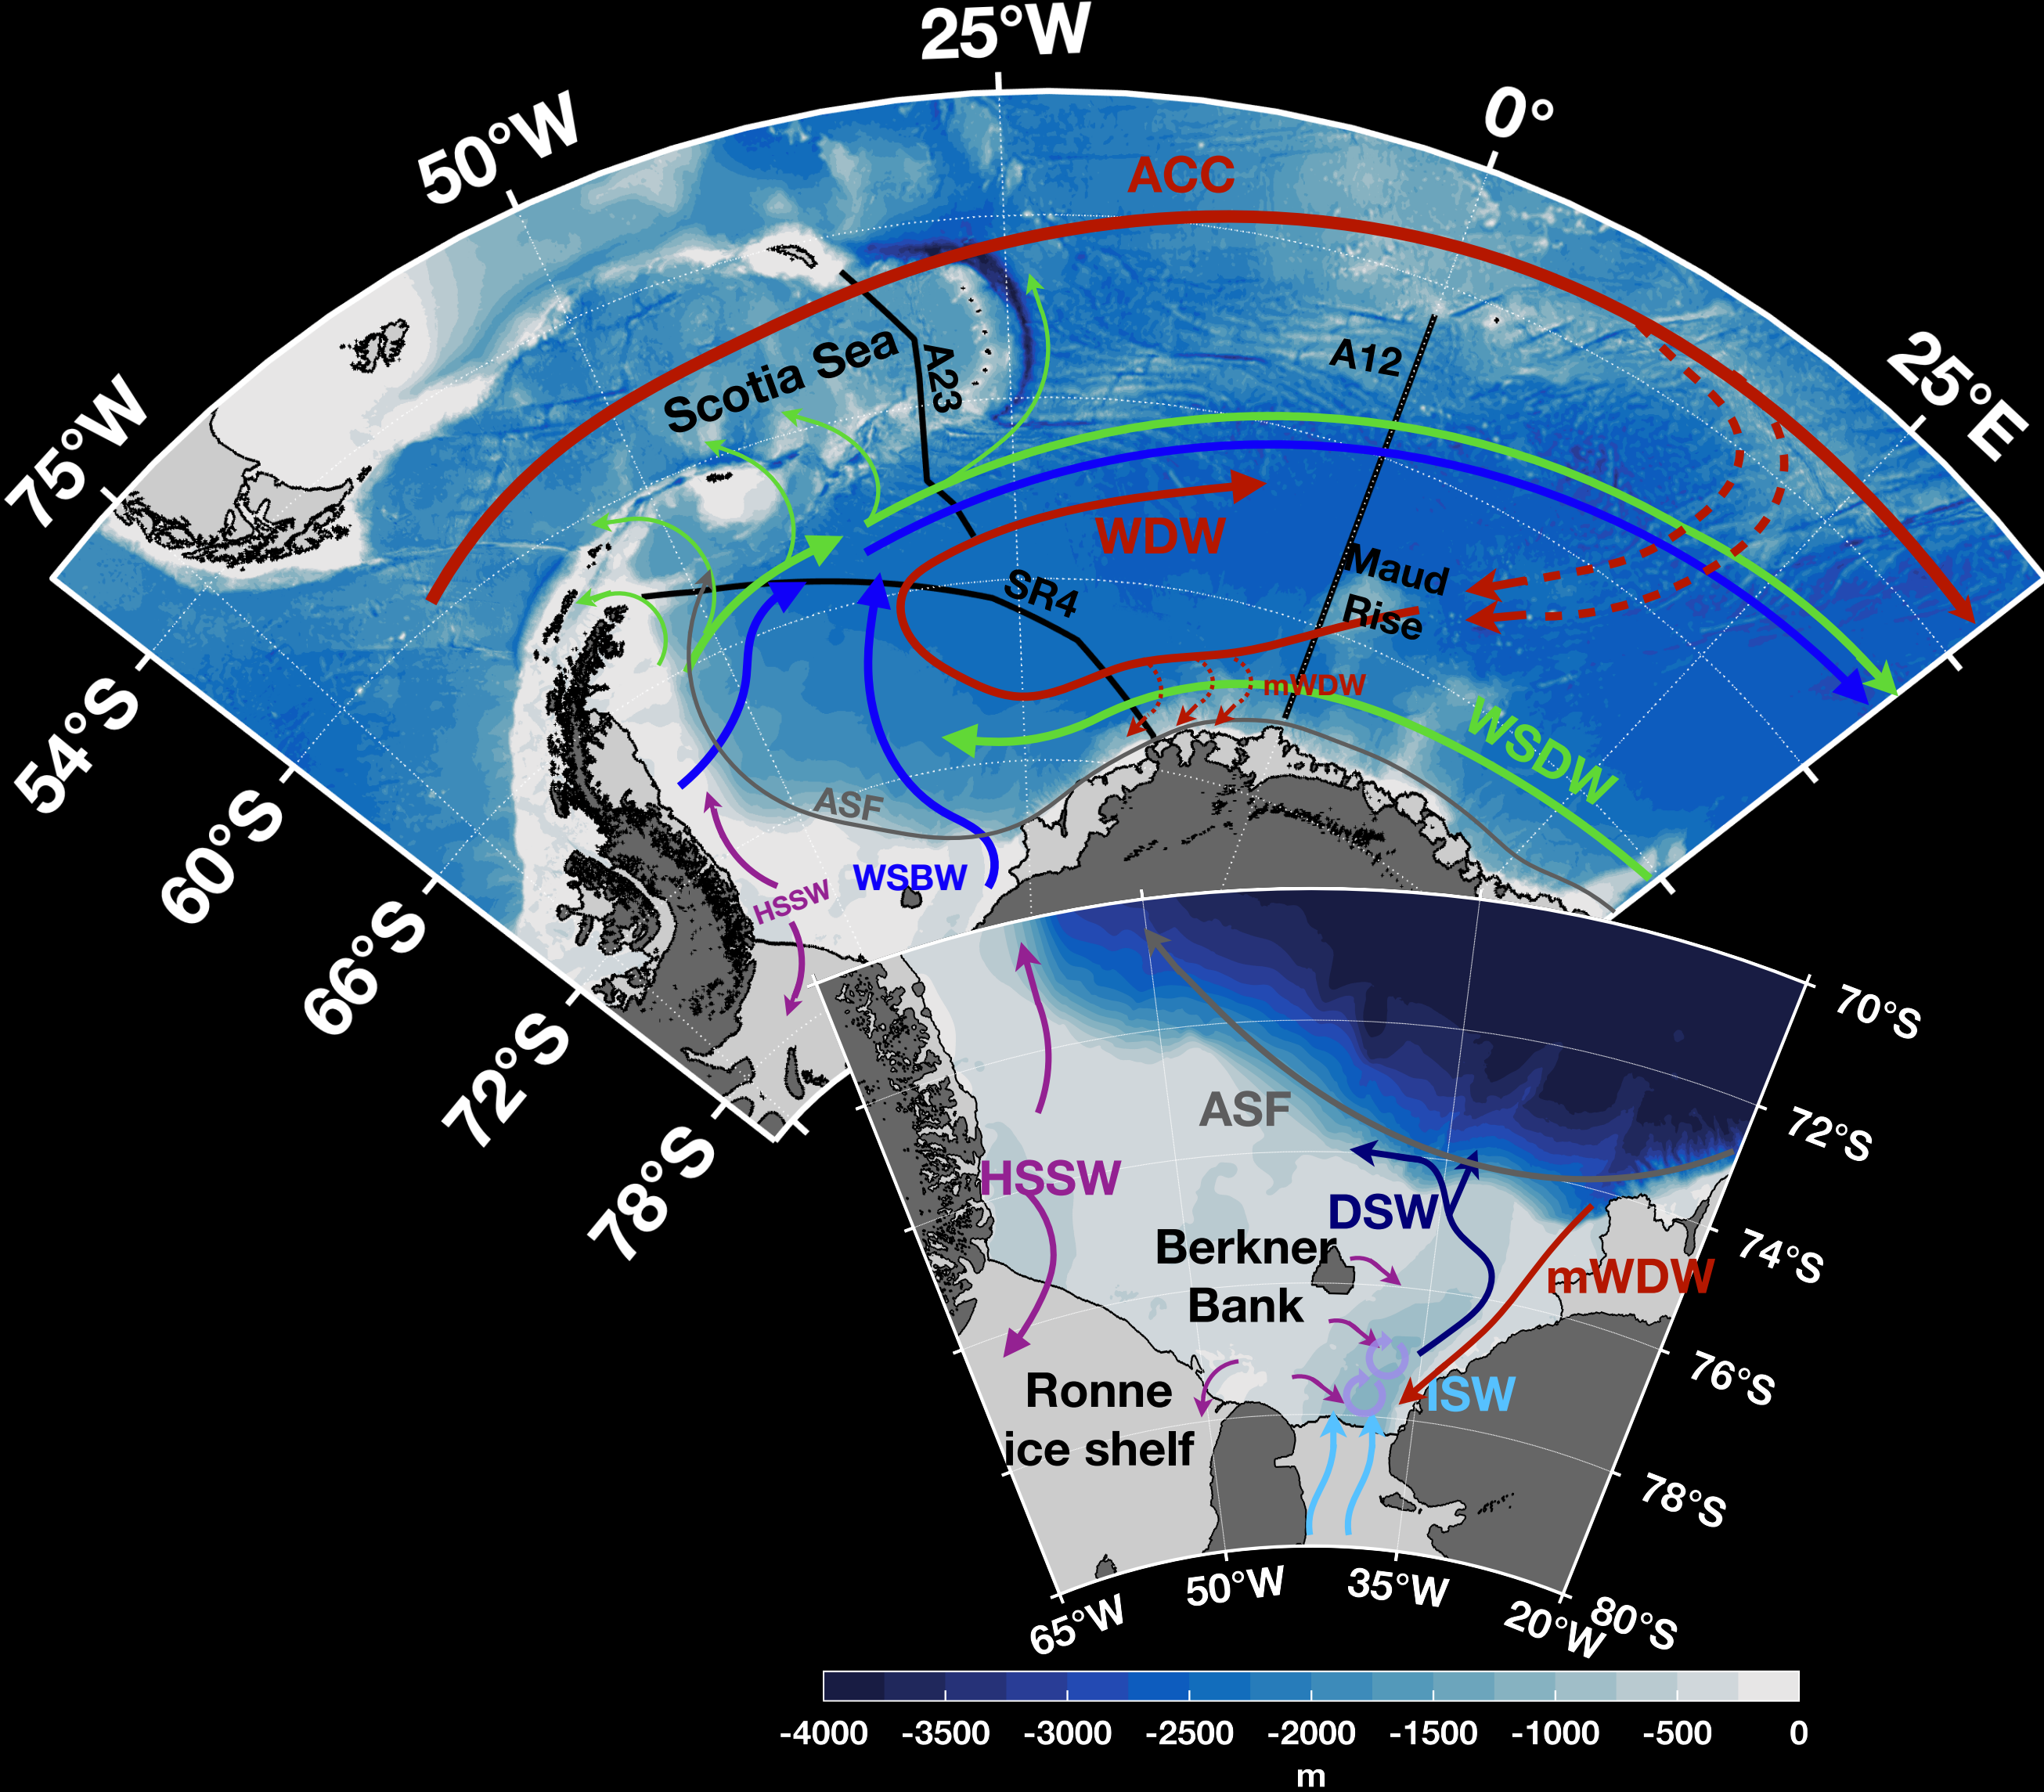 25°W
50°W
0°
ACC
75°W
25°E
Scotia Sea
A23
A12
WDW
Maud
Rise
SR4
mWDW
WSDW
54°S
60°S
66°S
72°S
78°S
ASF
WSBW
HSSW
70°S
72°S
74°S
76°S
78°S
80°S
ASF
HSSW
DSW
Berkner
Bank
mWDW
Ronne
ice shelf
ISW
65°W
50°W
35°W
20°W
-4000 -3500 -3000 -2500 -2000 -1500 -1000 -500 0
m